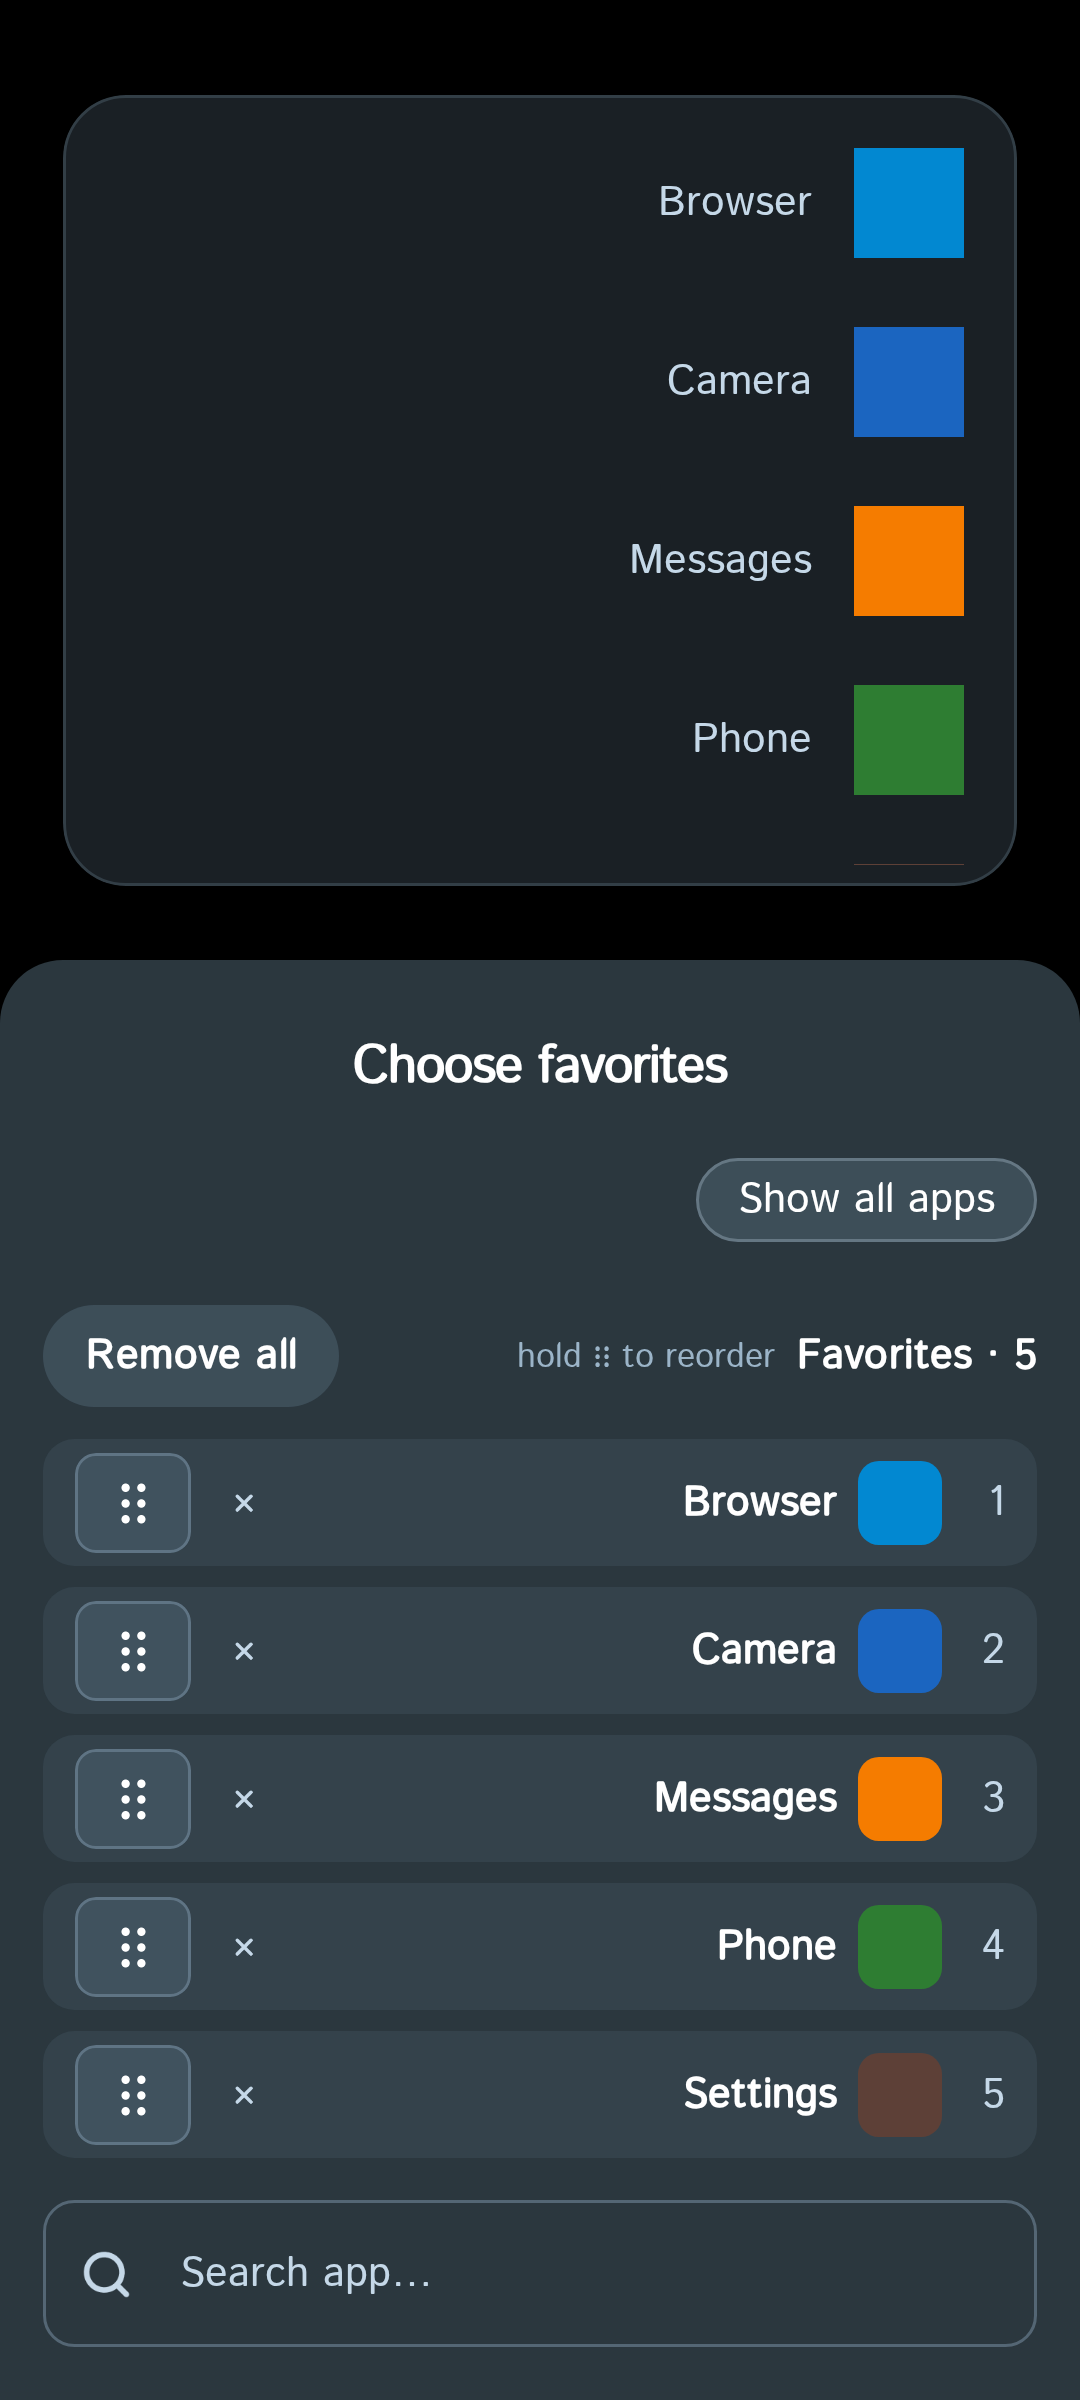 Browser
Camera
Messages
Phone
Choose favorites
Show all apps
Remove all
hold ⠿ to reorder
Favorites · 5
× Browser 1
× Camera 2
× Messages 3
× Phone 4
× Settings 5
Search app...